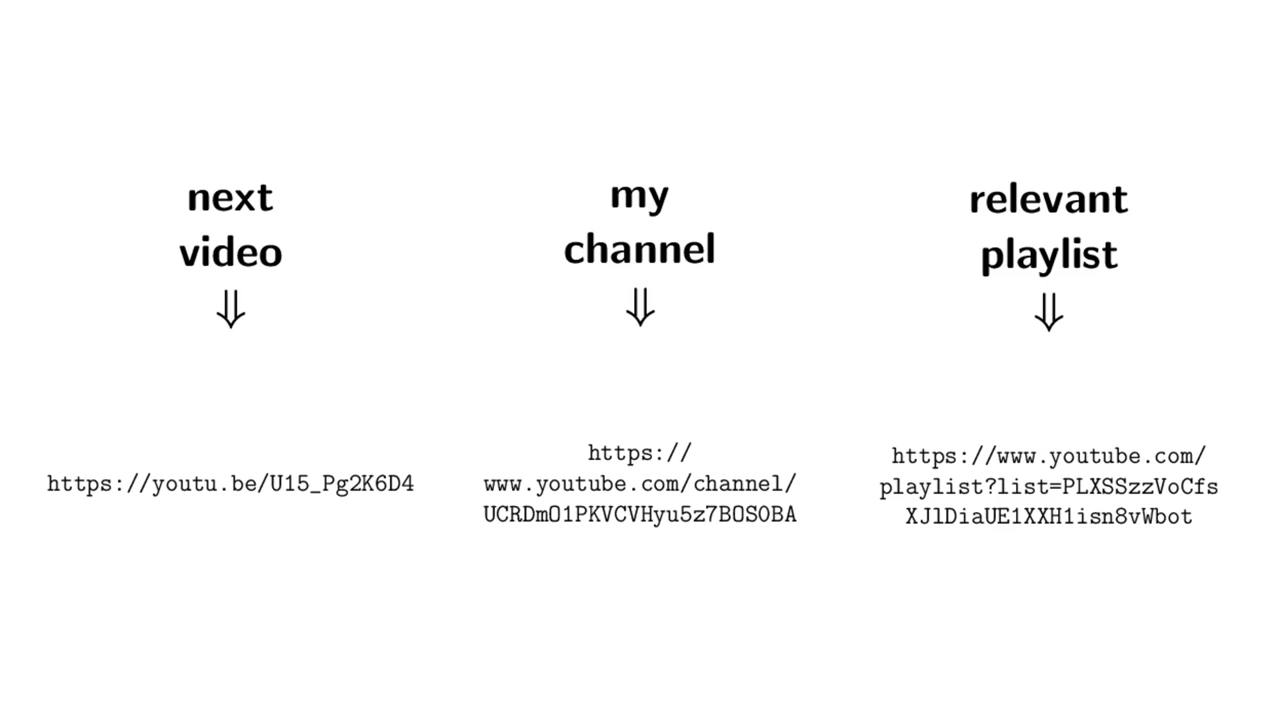 next
video
⇓
https://youtu.be/U15_Pg2K6D4
my
channel
⇓
https://
www.youtube.com/channel/
UCRDmO1PKVCVHyu5z7BOS0BA
relevant
playlist
⇓
https://www.youtube.com/
playlist?list=PLXSSzzVoCfs
XJlDiaUE1XXH1isn8vWbot